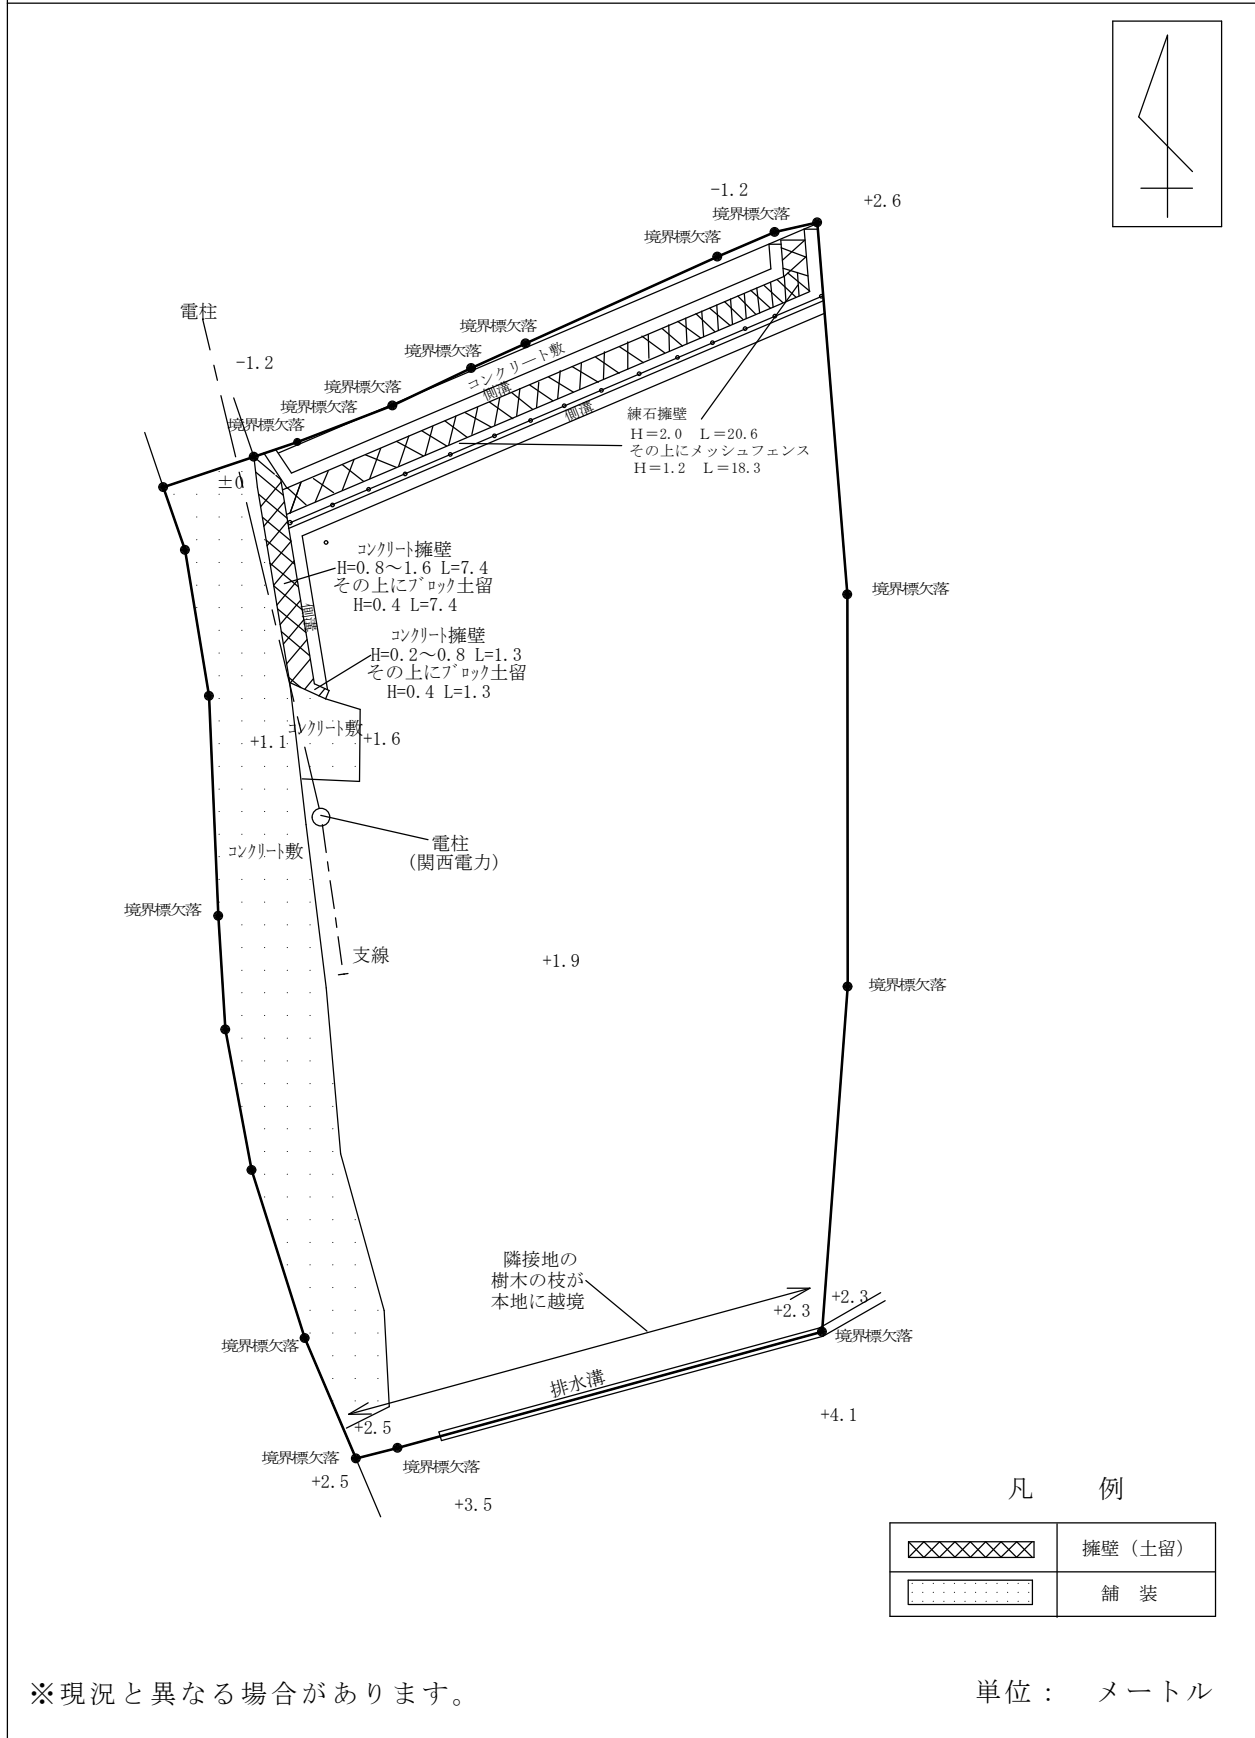 -1.2
+2.6
境界標欠落
境界標欠落
電柱
境界標欠落
-1.2
境界標欠落
コンクリート敷
境界標欠落
側溝
境界標欠落
側溝
境界標欠落
練石擁壁
H=2.0 L=20.6
その上にメッシュフェンス
H=1.2 L=18.3
±0
コンクリート擁壁
H=0.8～1.6 L=7.4
その上にブロック土留
H=0.4 L=7.4
側溝
境界標欠落
コンクリート擁壁
H=0.2～0.8 L=1.3
その上にブロック土留
H=0.4 L=1.3
コンクリート敷
+1.1
+1.6
電柱
(関西電力)
コンクリート敷
境界標欠落
支線
+1.9
境界標欠落
隣接地の
樹木の枝が
本地に越境
+2.3
+2.3
境界標欠落
境界標欠落
排水溝
+2.5
+4.1
境界標欠落
境界標欠落
+2.5
+3.5
凡 例
擁壁（土留）
舗 装
※現況と異なる場合があります。
単位： メートル